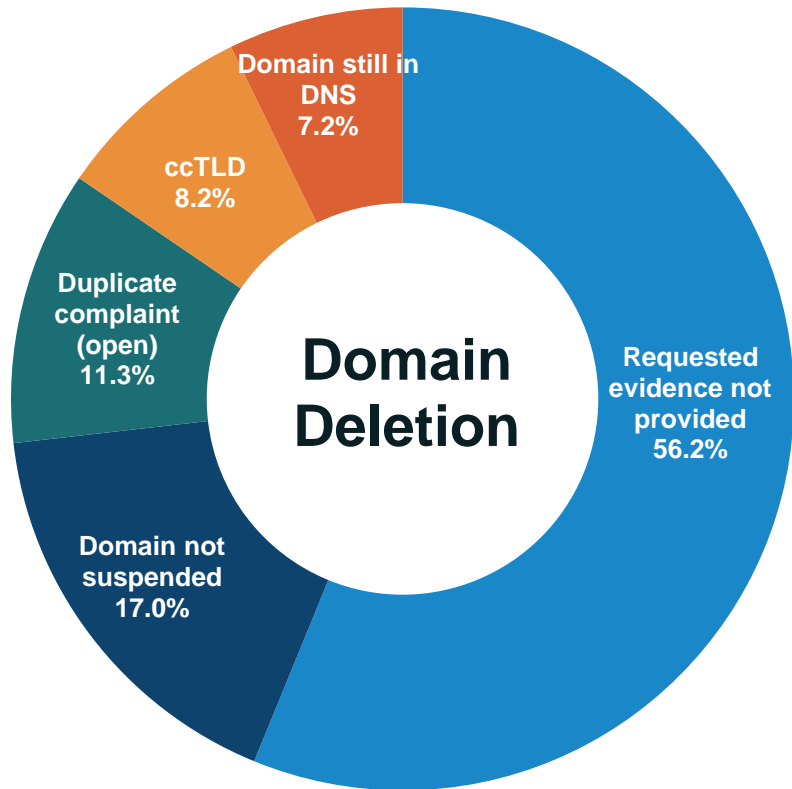 Domain still in
DNS
7.2%
ccTLD
8.2%
Duplicate
complaint
(open)
11.3%
Domain
Deletion
Requested
evidence not
provided
56.2%
Domain not
suspended
17.0%